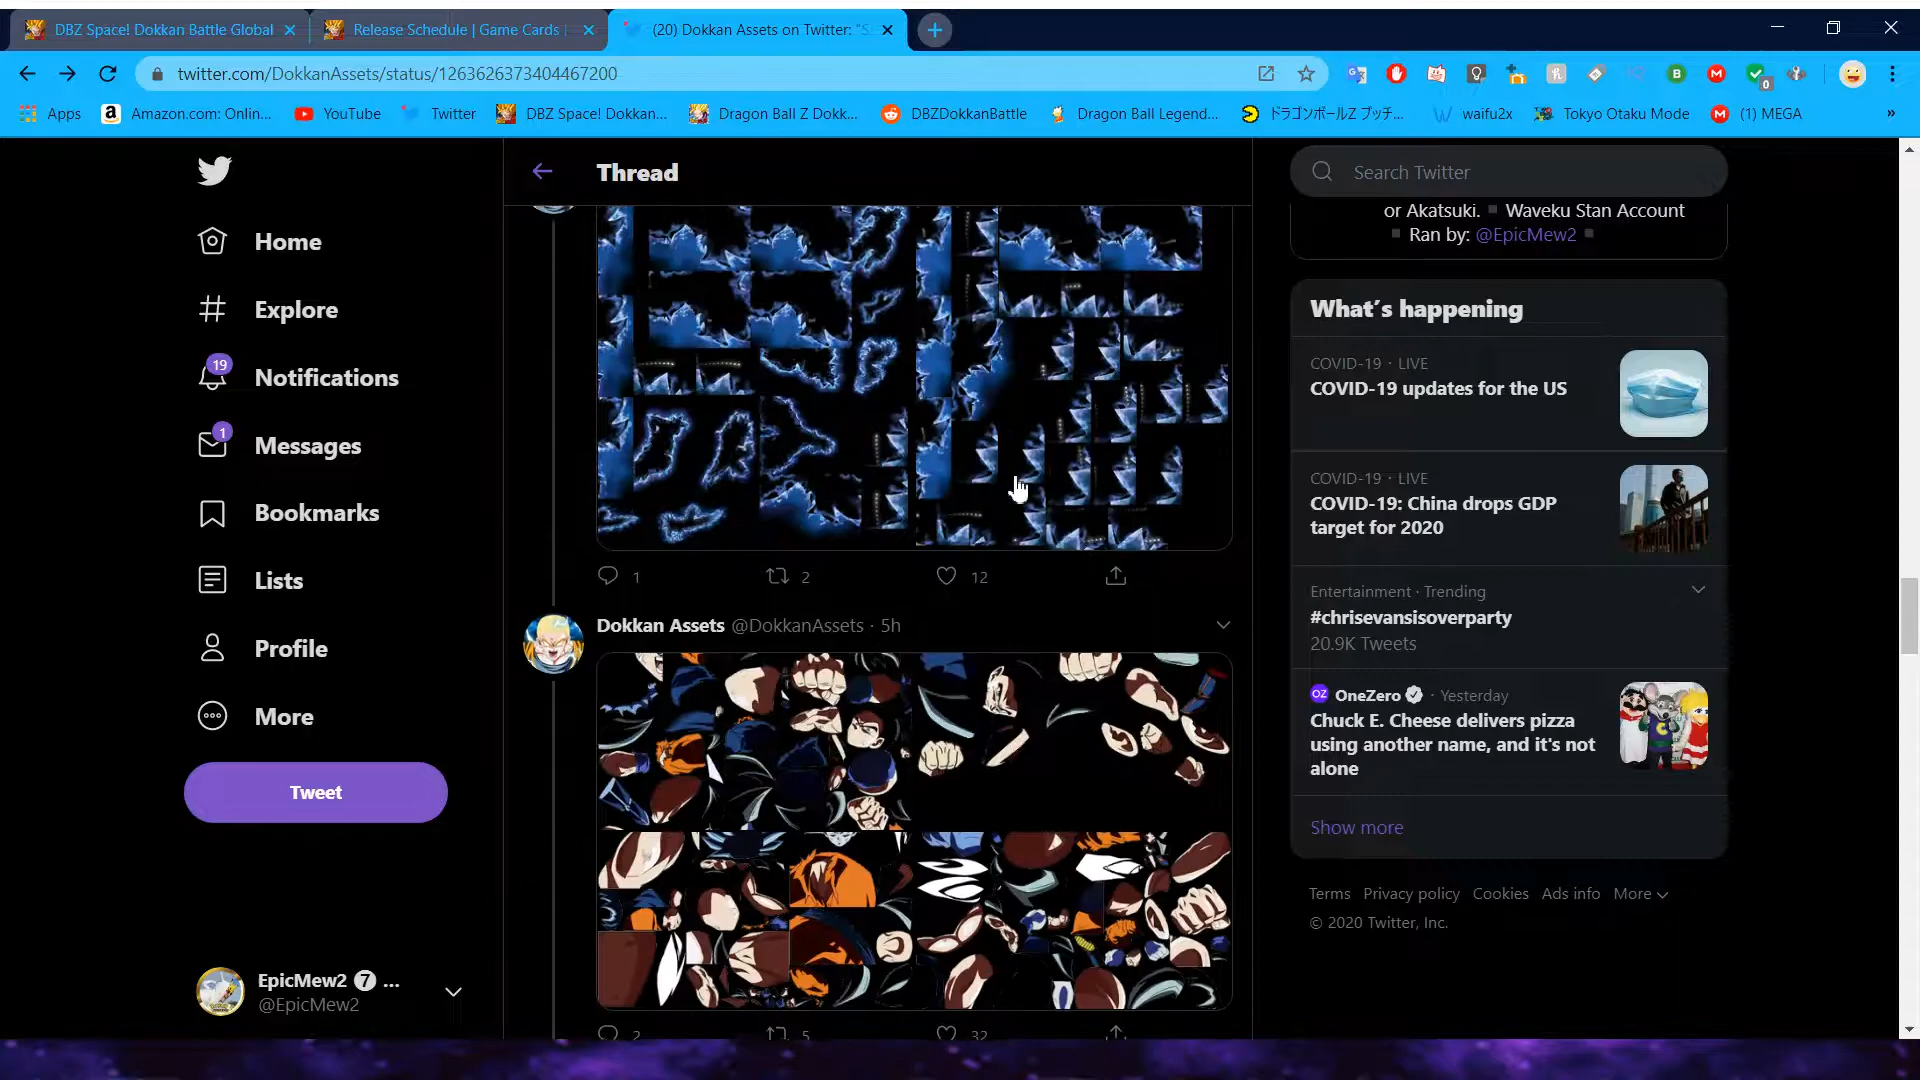 DBZ Space! Dokkan Battle Global
Release Schedule | Game Cards |
(20) Dokkan Assets on Twitter: "S
twitter.com/DokkanAssets/status/1263626373404467200
Apps
Amazon.com: Onlin...
YouTube
Twitter
DBZ Space! Dokkan...
Dragon Ball Z Dokk...
DBZDokkanBattle
Dragon Ball Legend...
ドラゴンボールZ ブッチ...
waifu2x
Tokyo Otaku Mode
(1) MEGA
»
Home
Explore
19
Notifications
1
Messages
Bookmarks
Lists
Profile
More
Tweet
EpicMew2 7 ...
@EpicMew2
Thread
1
2
12
Dokkan Assets @DokkanAssets · 5h
2
5
32
Search Twitter
or Akatsuki. ▪ Waveku Stan Account
▪ Ran by: @EpicMew2 ▪
What's happening
COVID-19 · LIVE
COVID-19 updates for the US
COVID-19 · LIVE
COVID-19: China drops GDP
target for 2020
Entertainment · Trending
#chrisevansisoverparty
20.9K Tweets
OZ OneZero · Yesterday
Chuck E. Cheese delivers pizza
using another name, and it's not
alone
Show more
Terms Privacy policy Cookies Ads info More
© 2020 Twitter, Inc.